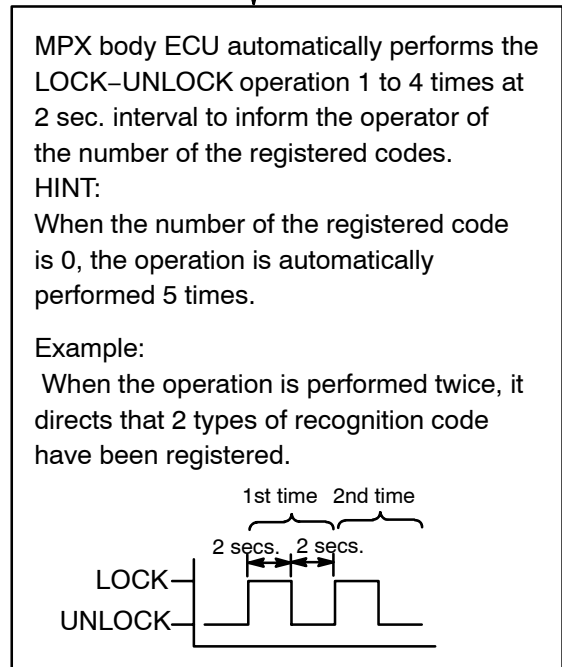 MPX body ECU automatically performs the
LOCK−UNLOCK operation 1 to 4 times at
2 sec. interval to inform the operator of
the number of the registered codes.
HINT:
When the number of the registered code
is 0, the operation is automatically
performed 5 times.
Example:
When the operation is performed twice, it
directs that 2 types of recognition code
have been registered.
1st time 2nd time
2 secs. 2 secs.
LOCK
UNLOCK